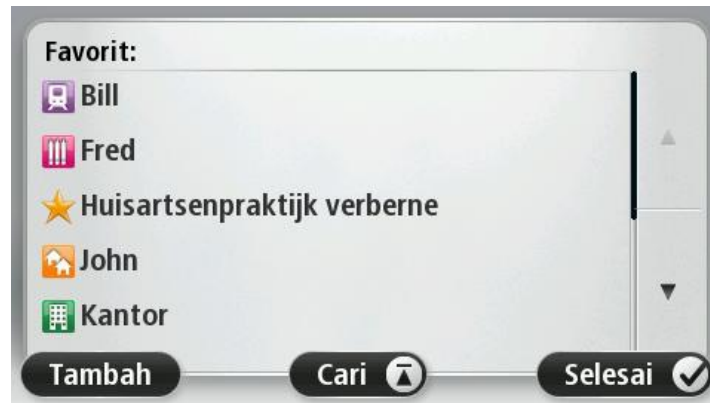 Favorit:
Bill
Fred
Huisartsenpraktijk verberne
John
Kantor
Tambah
Cari
Selesai